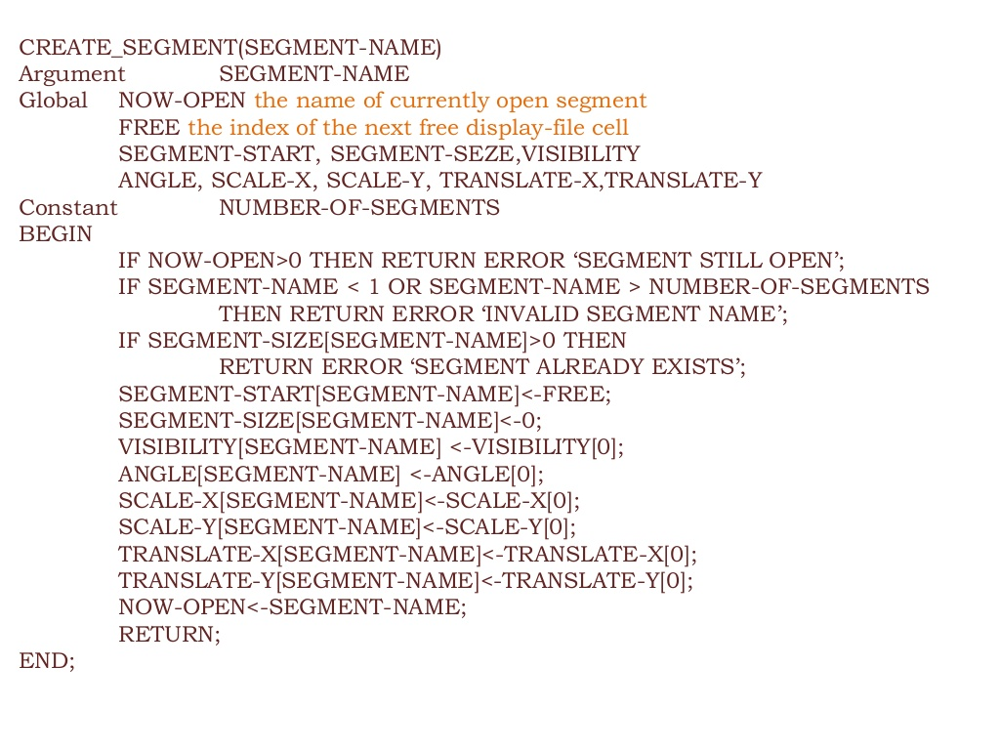 CREATE_SEGMENT(SEGMENT-NAME)
Argument SEGMENT-NAME
Global NOW-OPEN the name of currently open segment
FREE the index of the next free display-file cell
SEGMENT-START, SEGMENT-SEZE,VISIBILITY
ANGLE, SCALE-X, SCALE-Y, TRANSLATE-X,TRANSLATE-Y
Constant NUMBER-OF-SEGMENTS
BEGIN
IF NOW-OPEN>0 THEN RETURN ERROR ‘SEGMENT STILL OPEN’;
IF SEGMENT-NAME < 1 OR SEGMENT-NAME > NUMBER-OF-SEGMENTS
THEN RETURN ERROR ‘INVALID SEGMENT NAME’;
IF SEGMENT-SIZE[SEGMENT-NAME]>0 THEN
RETURN ERROR ‘SEGMENT ALREADY EXISTS’;
SEGMENT-START[SEGMENT-NAME]<-FREE;
SEGMENT-SIZE[SEGMENT-NAME]<-0;
VISIBILITY[SEGMENT-NAME] <-VISIBILITY[0];
ANGLE[SEGMENT-NAME] <-ANGLE[0];
SCALE-X[SEGMENT-NAME]<-SCALE-X[0];
SCALE-Y[SEGMENT-NAME]<-SCALE-Y[0];
TRANSLATE-X[SEGMENT-NAME]<-TRANSLATE-X[0];
TRANSLATE-Y[SEGMENT-NAME]<-TRANSLATE-Y[0];
NOW-OPEN<-SEGMENT-NAME;
RETURN;
END;